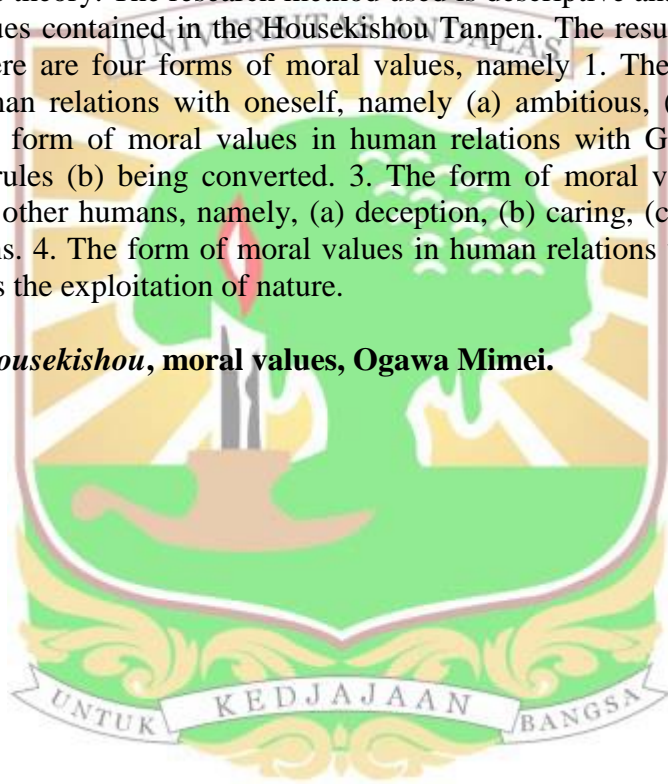 e theory. The research method used is descriptive an
UNIVERSITAS ANDALAS
ues contained in the Housekishou Tanpen. The resu
ere are four forms of moral values, namely 1. The
man relations with oneself, namely (a) ambitious, (
form of moral values in human relations with G
rules (b) being converted. 3. The form of moral v
other humans, namely, (a) deception, (b) caring, (c
ns. 4. The form of moral values in human relations
s the exploitation of nature.
ousekishou, moral values, Ogawa Mimei.
UNTUK KEDJAJAAN BANGSA